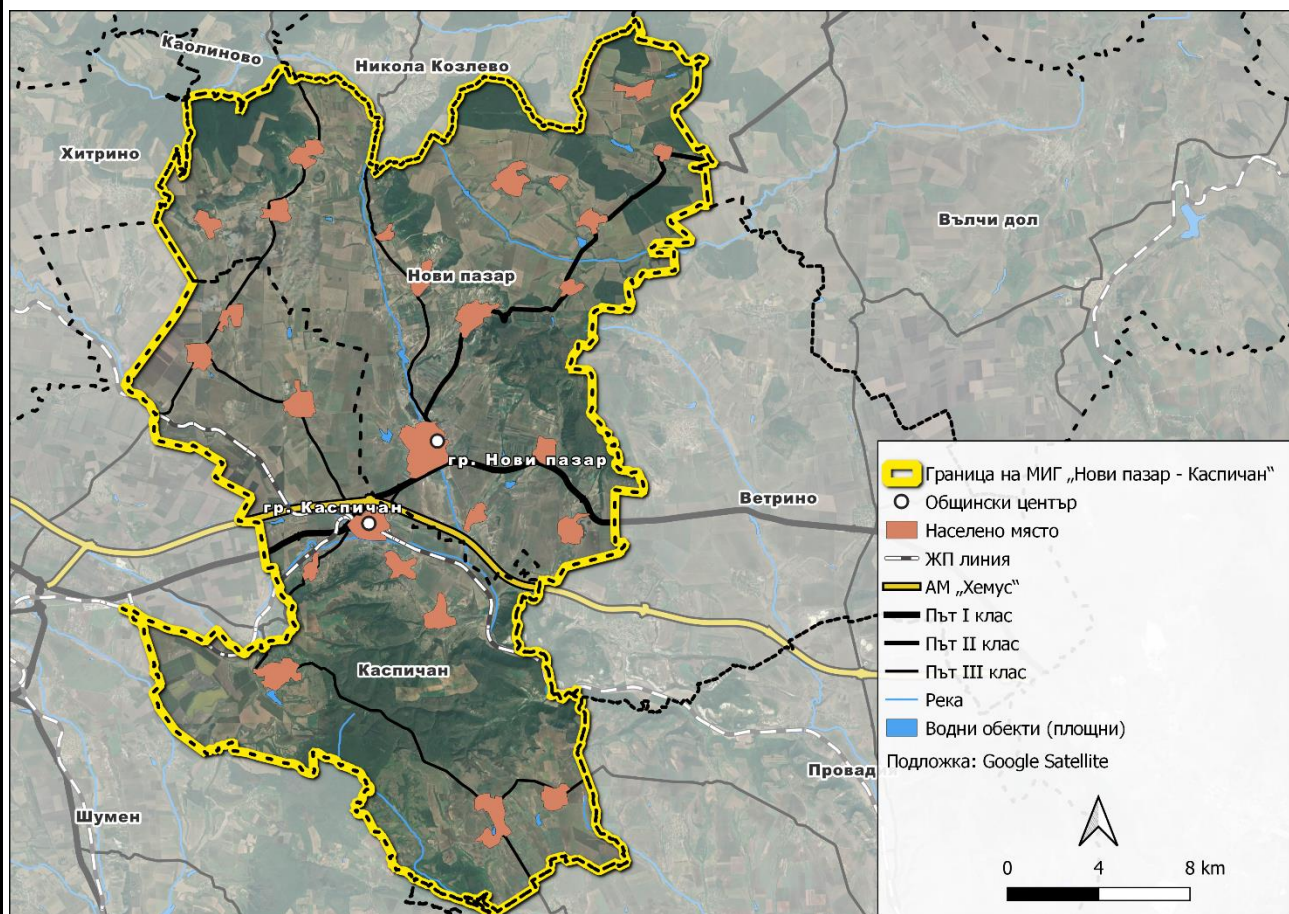 Каолиново
Никола Козлево
Хитрино
Вълчи дол
Нови пазар
гр. Нови пазар
Ветрино
гр. Каспичан
Каспичан
Провад
Шумен
Граница на МИГ „Нови пазар - Каспичан“
Общински център
Населено място
ЖП линия
АМ „Хемус“
Път I клас
Път II клас
Път III клас
Река
Водни обекти (площни)
Подложка: Google Satellite
0 4 8 km